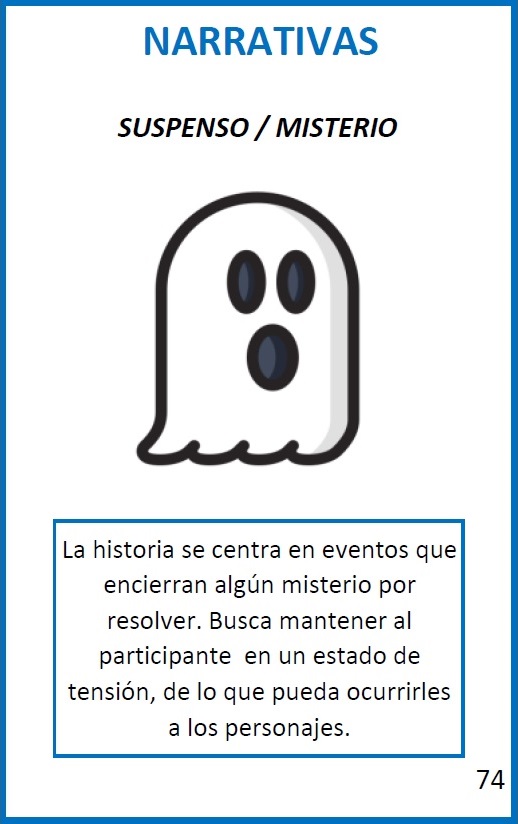 NARRATIVAS
SUSPENSO / MISTERIO
La historia se centra en eventos que
encierran algún misterio por
resolver. Busca mantener al
participante en un estado de
tensión, de lo que pueda ocurrirles
a los personajes.
74